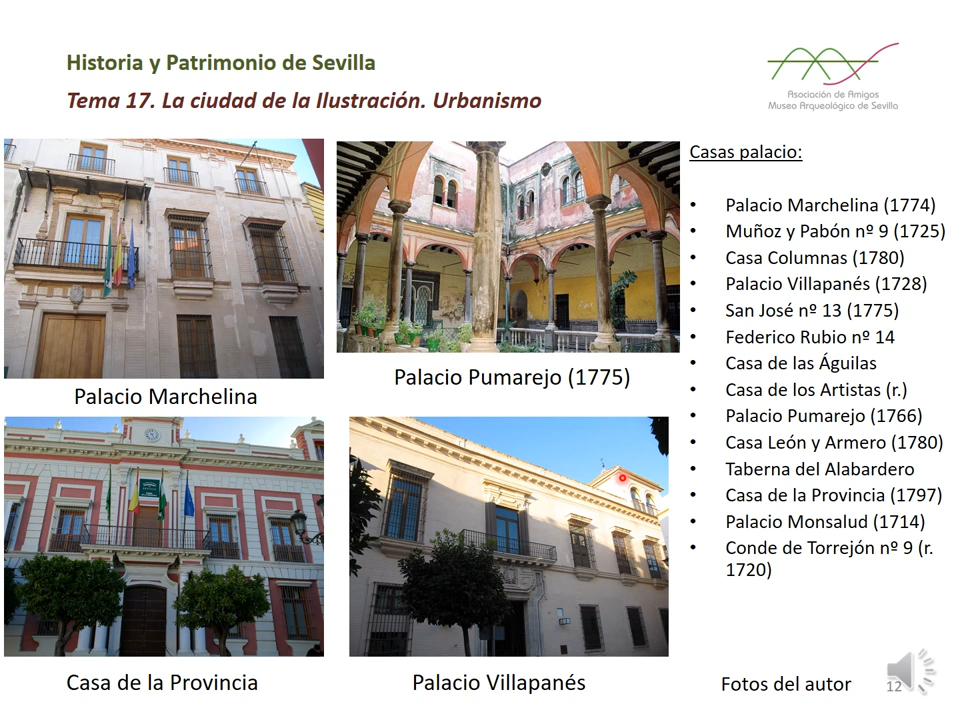 Historia y Patrimonio de Sevilla
Tema 17. La ciudad de la Ilustración. Urbanismo
Asociación de Amigos
Museo Arqueológico de Sevilla
Palacio Marchelina
Palacio Pumarejo (1775)
Casa de la Provincia
Palacio Villapanés
Casas palacio:
• Palacio Marchelina (1774)
• Muñoz y Pabón nº 9 (1725)
• Casa Columnas (1780)
• Palacio Villapanés (1728)
• San José nº 13 (1775)
• Federico Rubio nº 14
• Casa de las Águilas
• Casa de los Artistas (r.)
• Palacio Pumarejo (1766)
• Casa León y Armero (1780)
• Taberna del Alabardero
• Casa de la Provincia (1797)
• Palacio Monsalud (1714)
• Conde de Torrejón nº 9 (r.
1720)
Fotos del autor
12